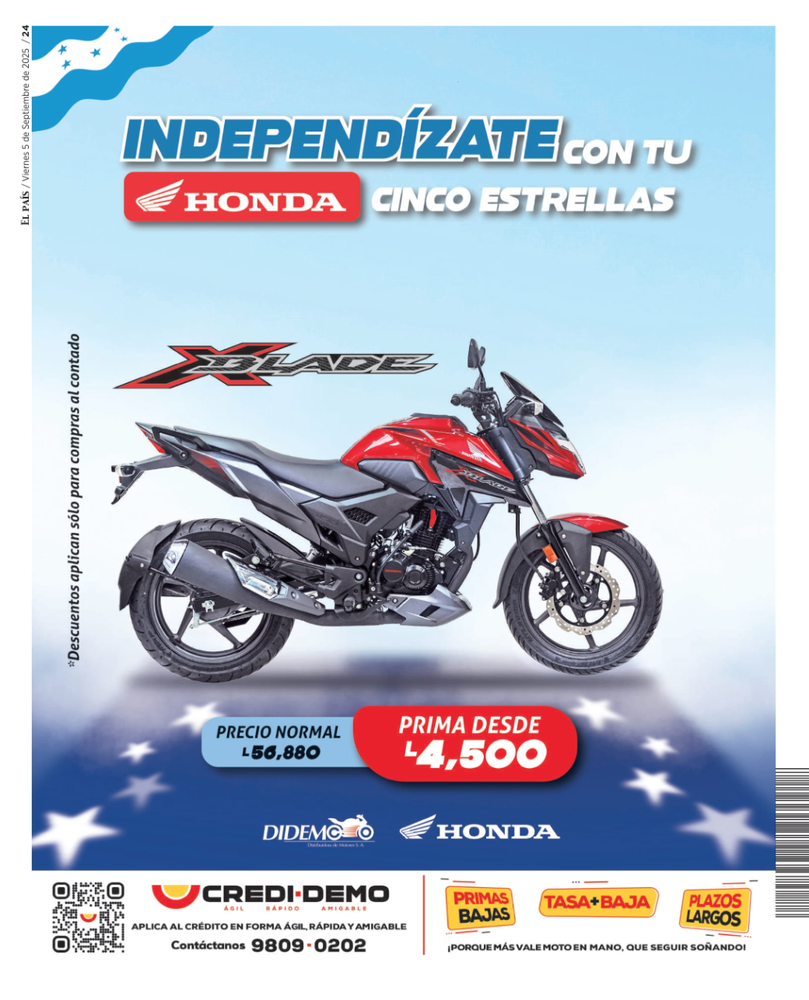 EL PAÍS / Viernes 5 de Septiembre de 2025 / 24
INDEPENDÍZATE CON TU
HONDA CINCO ESTRELLAS
*Descuentos aplican sólo para compras al contado
XBLADE
HONDA
XBLADE
HONDA
PRECIO NORMAL
L56,880
PRIMA DESDE
L4,500
DIDEMO
Distribuidora de Motores S. A.
HONDA
CREDI-DEMO
ÁGIL RÁPIDO AMIGABLE
APLICA AL CRÉDITO EN FORMA ÁGIL, RÁPIDA Y AMIGABLE
Contáctanos 9809-0202
PRIMAS
BAJAS
TASA+BAJA
PLAZOS
LARGOS
¡PORQUE MÁS VALE MOTO EN MANO, QUE SEGUIR SOÑANDO!